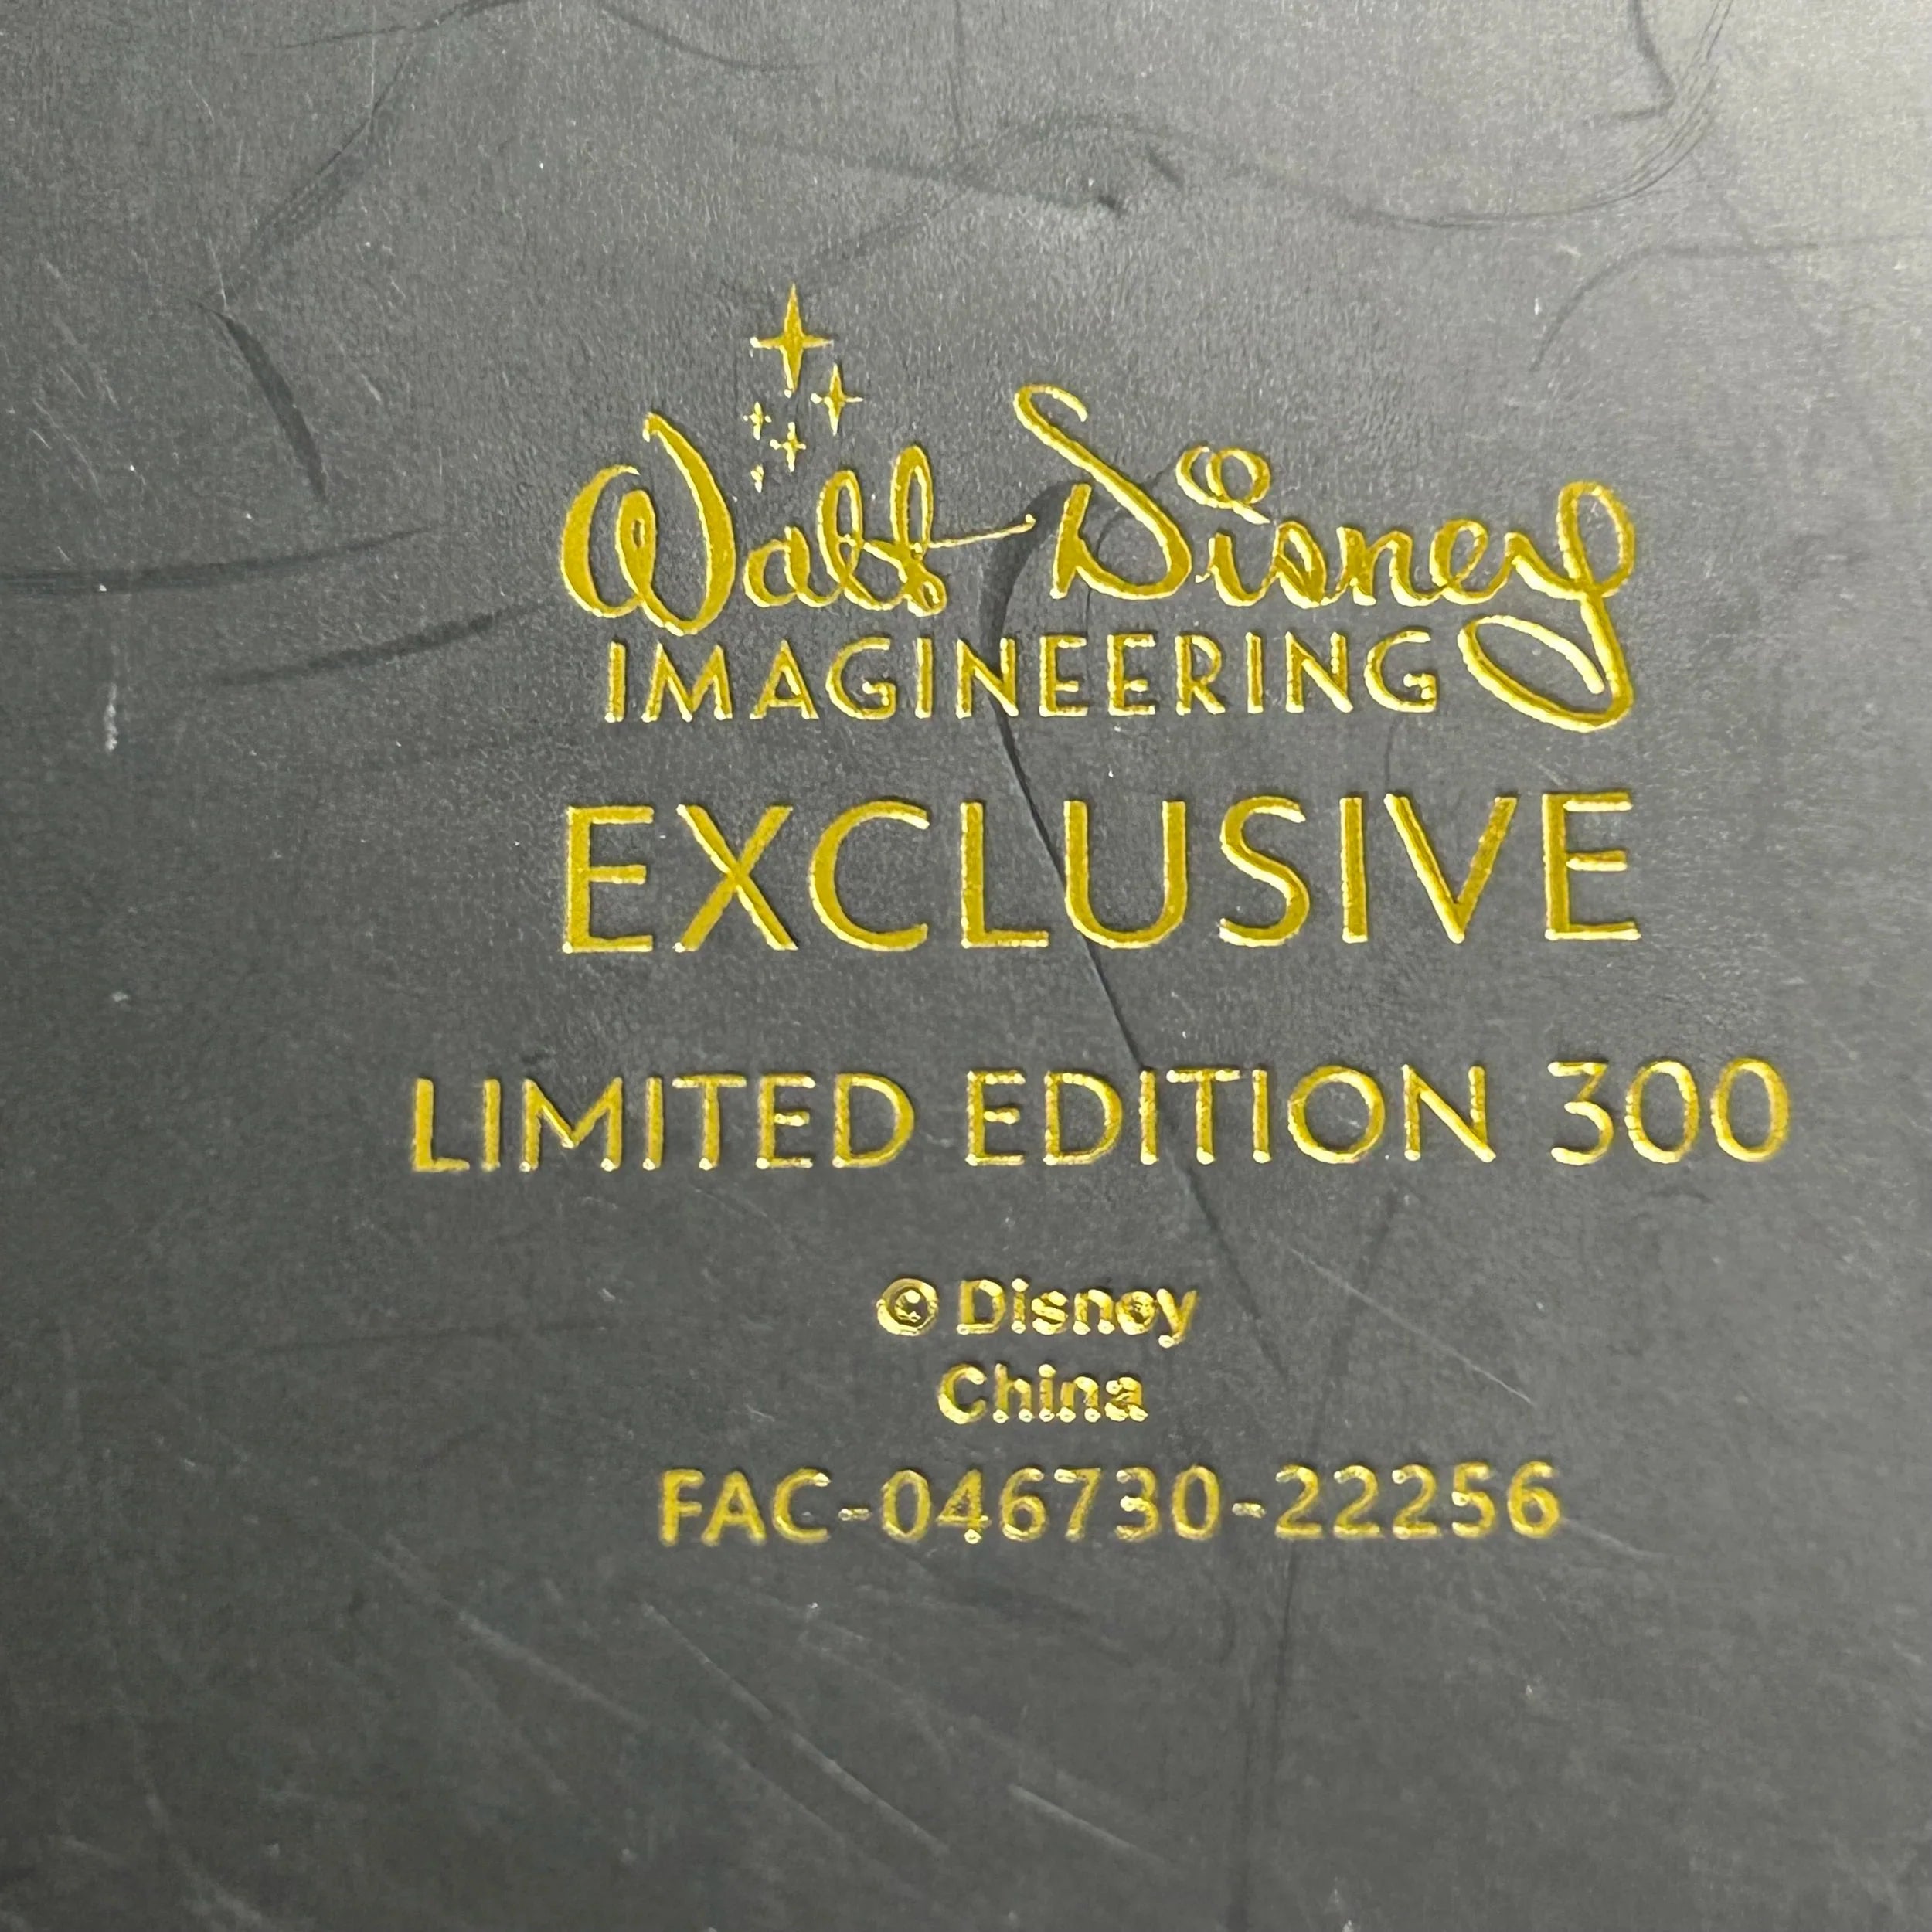 Walt Disney
IMAGINEERING
EXCLUSIVE
LIMITED EDITION 300
© Disney
China
FAC-046730-22256